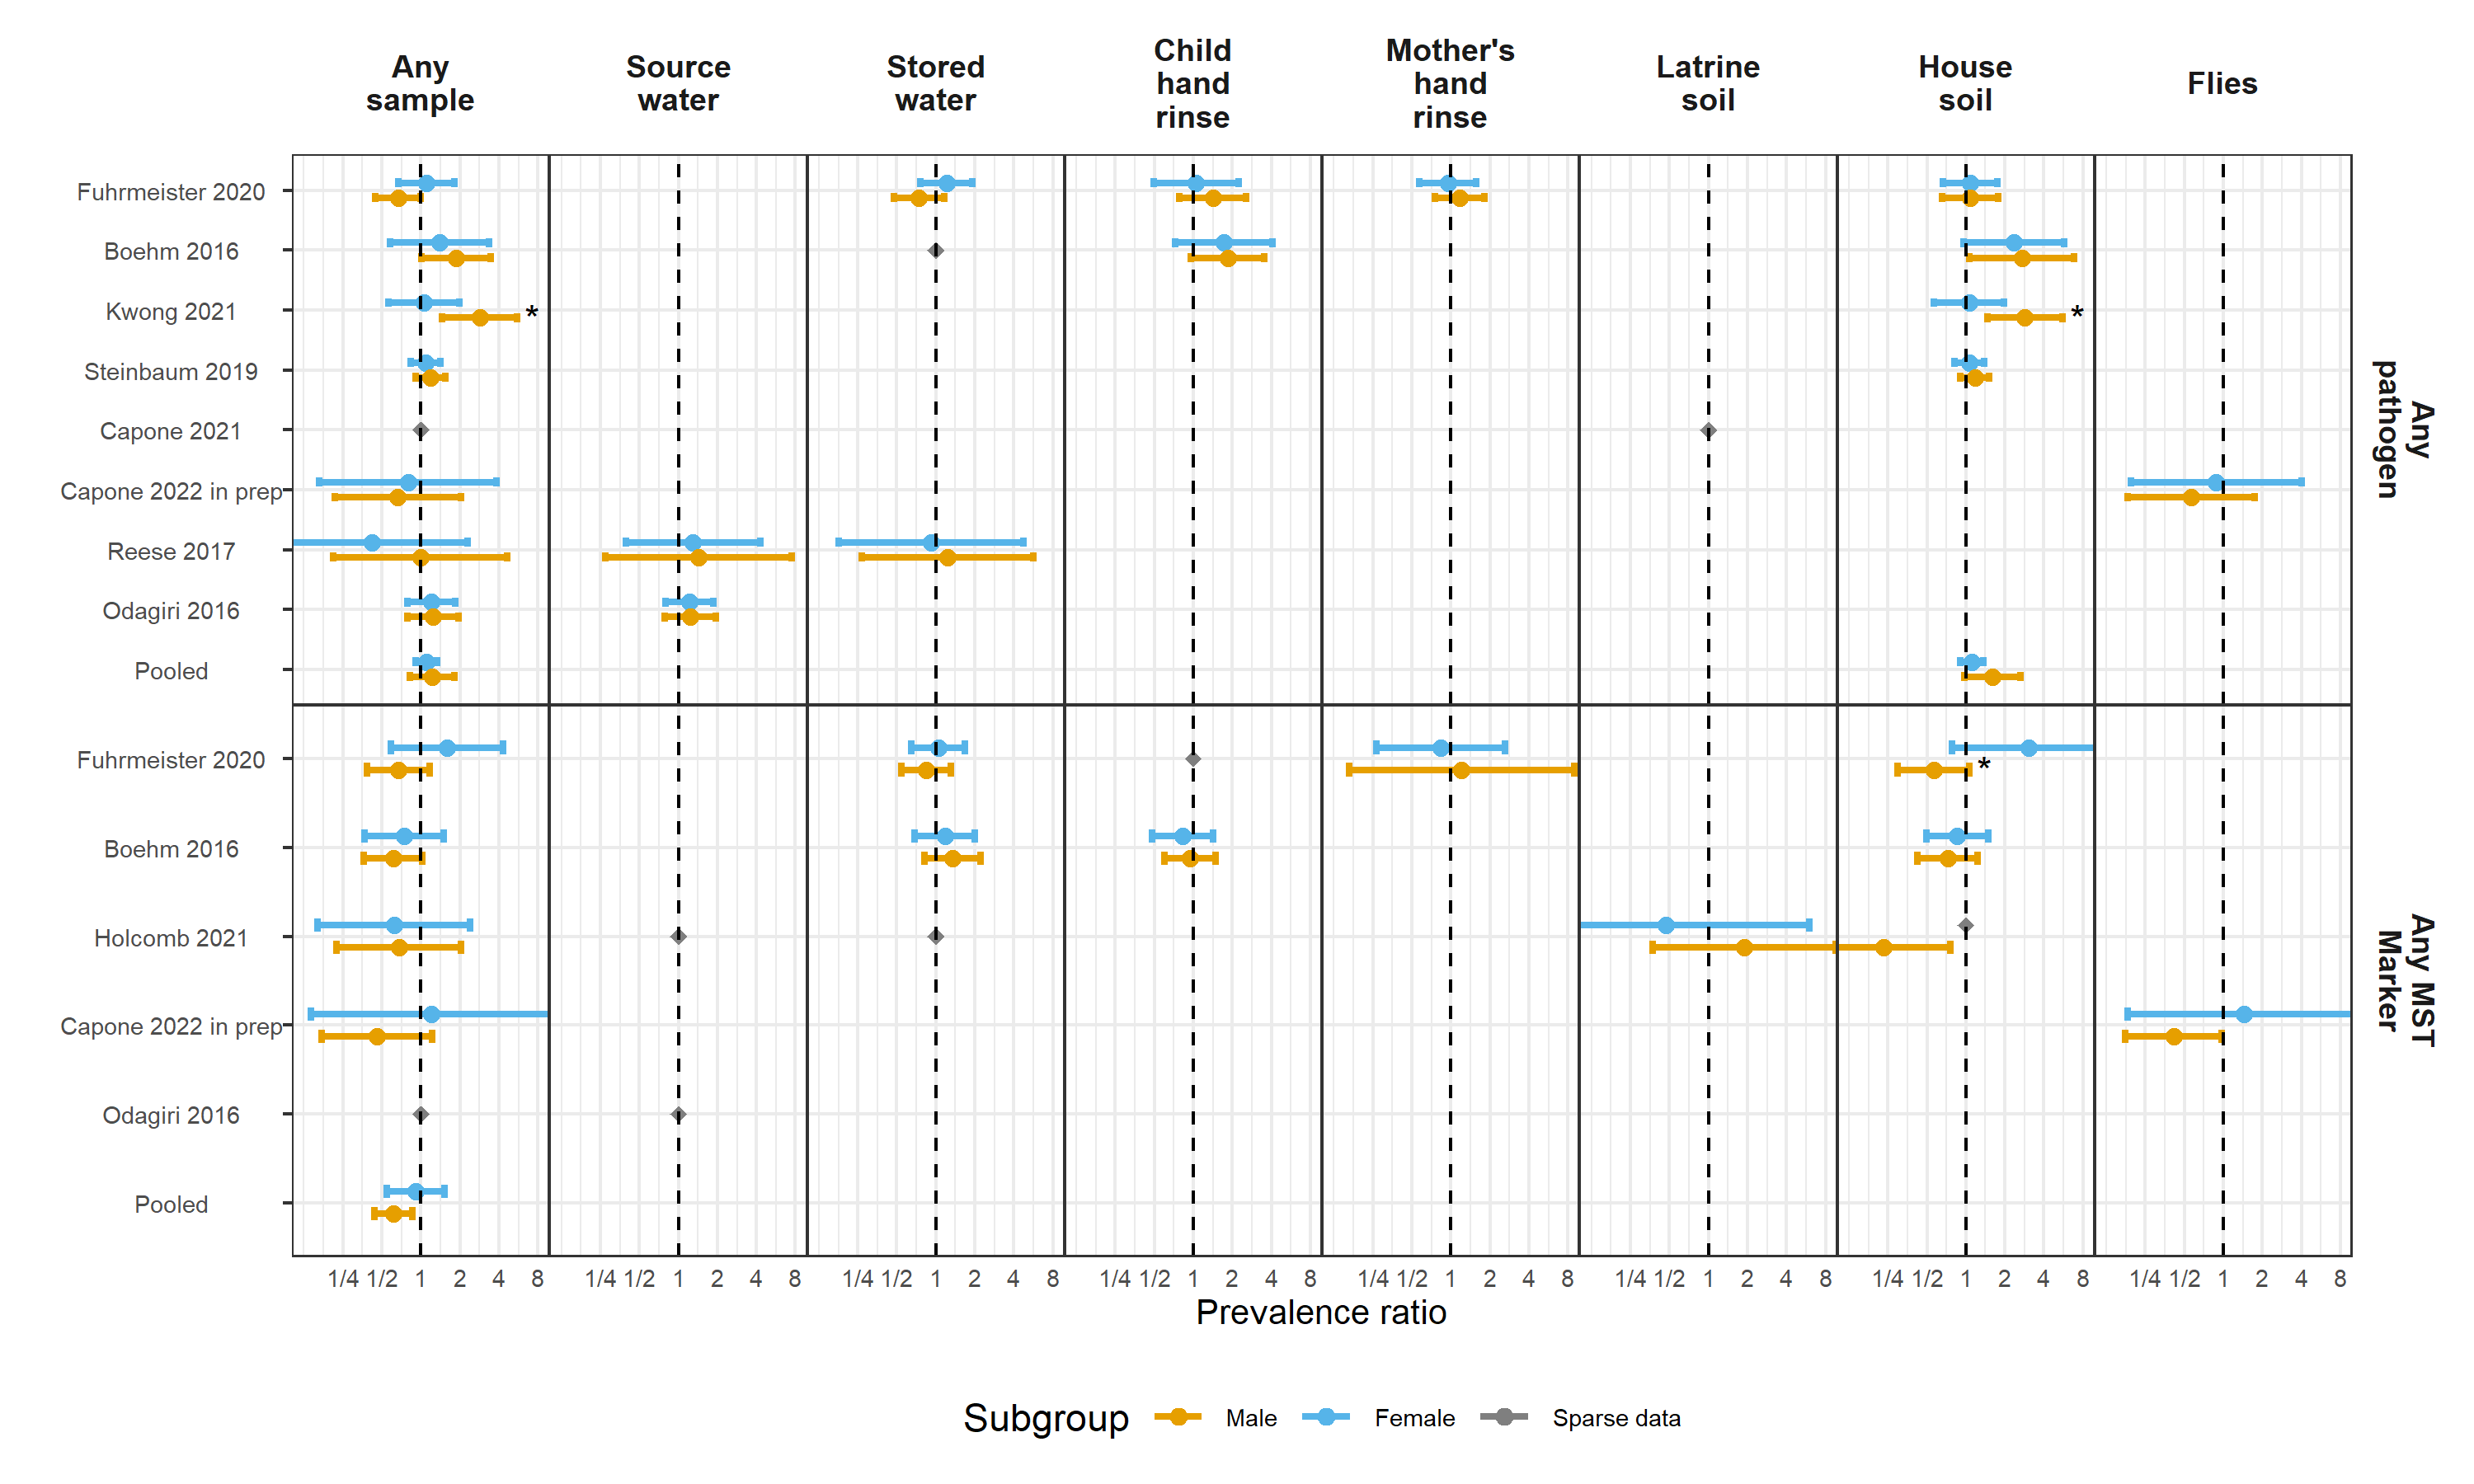 Any
sample
Source
water
Stored
water
Child
hand
rinse
Mother's
hand
rinse
Latrine
soil
House
soil
Flies
Fuhrmeister 2020
Boehm 2016
Kwong 2021
*
*
Steinbaum 2019
Capone 2021
Capone 2022 in prep
Reese 2017
Odagiri 2016
Pooled
Any
pathogen
Fuhrmeister 2020
*
Boehm 2016
Holcomb 2021
Capone 2022 in prep
Odagiri 2016
Pooled
Any MST
Marker
1/4 1/2 1 2 4 8 1/4 1/2 1 2 4 8 1/4 1/2 1 2 4 8 1/4 1/2 1 2 4 8 1/4 1/2 1 2 4 8 1/4 1/2 1 2 4 8 1/4 1/2 1 2 4 8 1/4 1/2 1 2 4 8
Prevalence ratio
Subgroup Male Female Sparse data